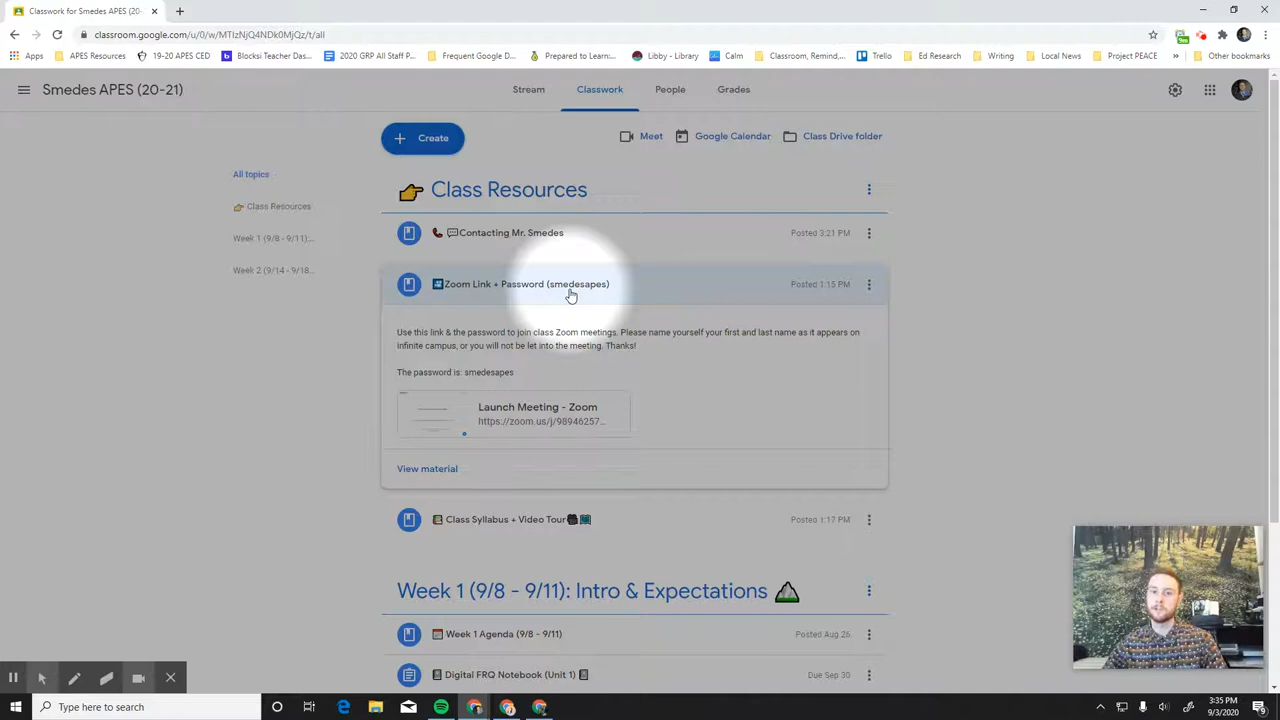 Classwork for Smedes APES (20-
classroom.google.com/u/0/w/MTIzNjQ4NDk0MjQz/t/all
Apps
APES Resources
19-20 APES CED
Blocksi Teacher Das...
2020 GRP All Staff P...
Frequent Google D...
Prepared to Learn:...
Libby - Library
Calm
Classroom, Remind,...
Trello
Ed Research
Writing
Local News
Project PEACE
»
Other bookmarks
Smedes APES (20-21)
Stream
Classwork
People
Grades
+ Create
Meet
Google Calendar
Class Drive folder
All topics
Class Resources
Week 1 (9/8 - 9/11):...
Week 2 (9/14 - 9/18...
Class Resources
Contacting Mr. Smedes
Posted 3:21 PM
Zoom Link + Password (smedesapes)
Posted 1:15 PM
Use this link & the password to join class Zoom meetings. Please name yourself your first and last name as it appears on
infinite campus, or you will not be let into the meeting. Thanks!
The password is: smedesapes
Launch Meeting - Zoom
https://zoom.us/j/98946257...
View material
Class Syllabus + Video Tour
Posted 1:17 PM
Week 1 (9/8 - 9/11): Intro & Expectations
Week 1 Agenda (9/8 - 9/11)
Posted Aug 26
Digital FRQ Notebook (Unit 1)
Due Sep 30
Type here to search
3:35 PM
9/3/2020